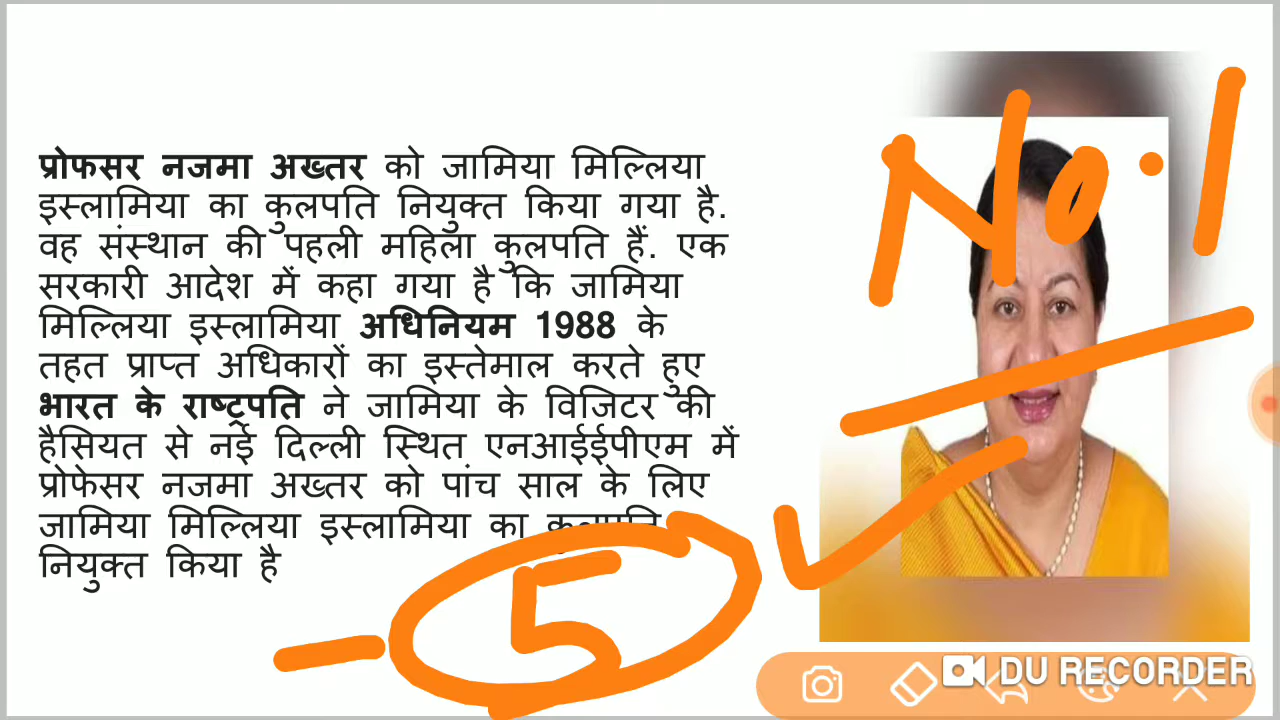 प्रोफसर नजमा अख्तर को जामिया मिल्लिया
इस्लामिया का कुलपति नियुक्त किया गया है.
वह संस्थान की पहली महिला कुलपति हैं. एक
सरकारी आदेश में कहा गया है कि जामिया
मिल्लिया इस्लामिया अधिनियम 1988 के
तहत प्राप्त अधिकारों का इस्तेमाल करते हुए
भारत के राष्ट्रपति ने जामिया के विजिटर की
हैसियत से नई दिल्ली स्थित एनआईईपीएम में
प्रोफेसर नजमा अख्तर को पांच साल के लिए
जामिया मिल्लिया इस्लामिया का कुलपति
नियुक्त किया है
No. 1
- 5
DU RECORDER